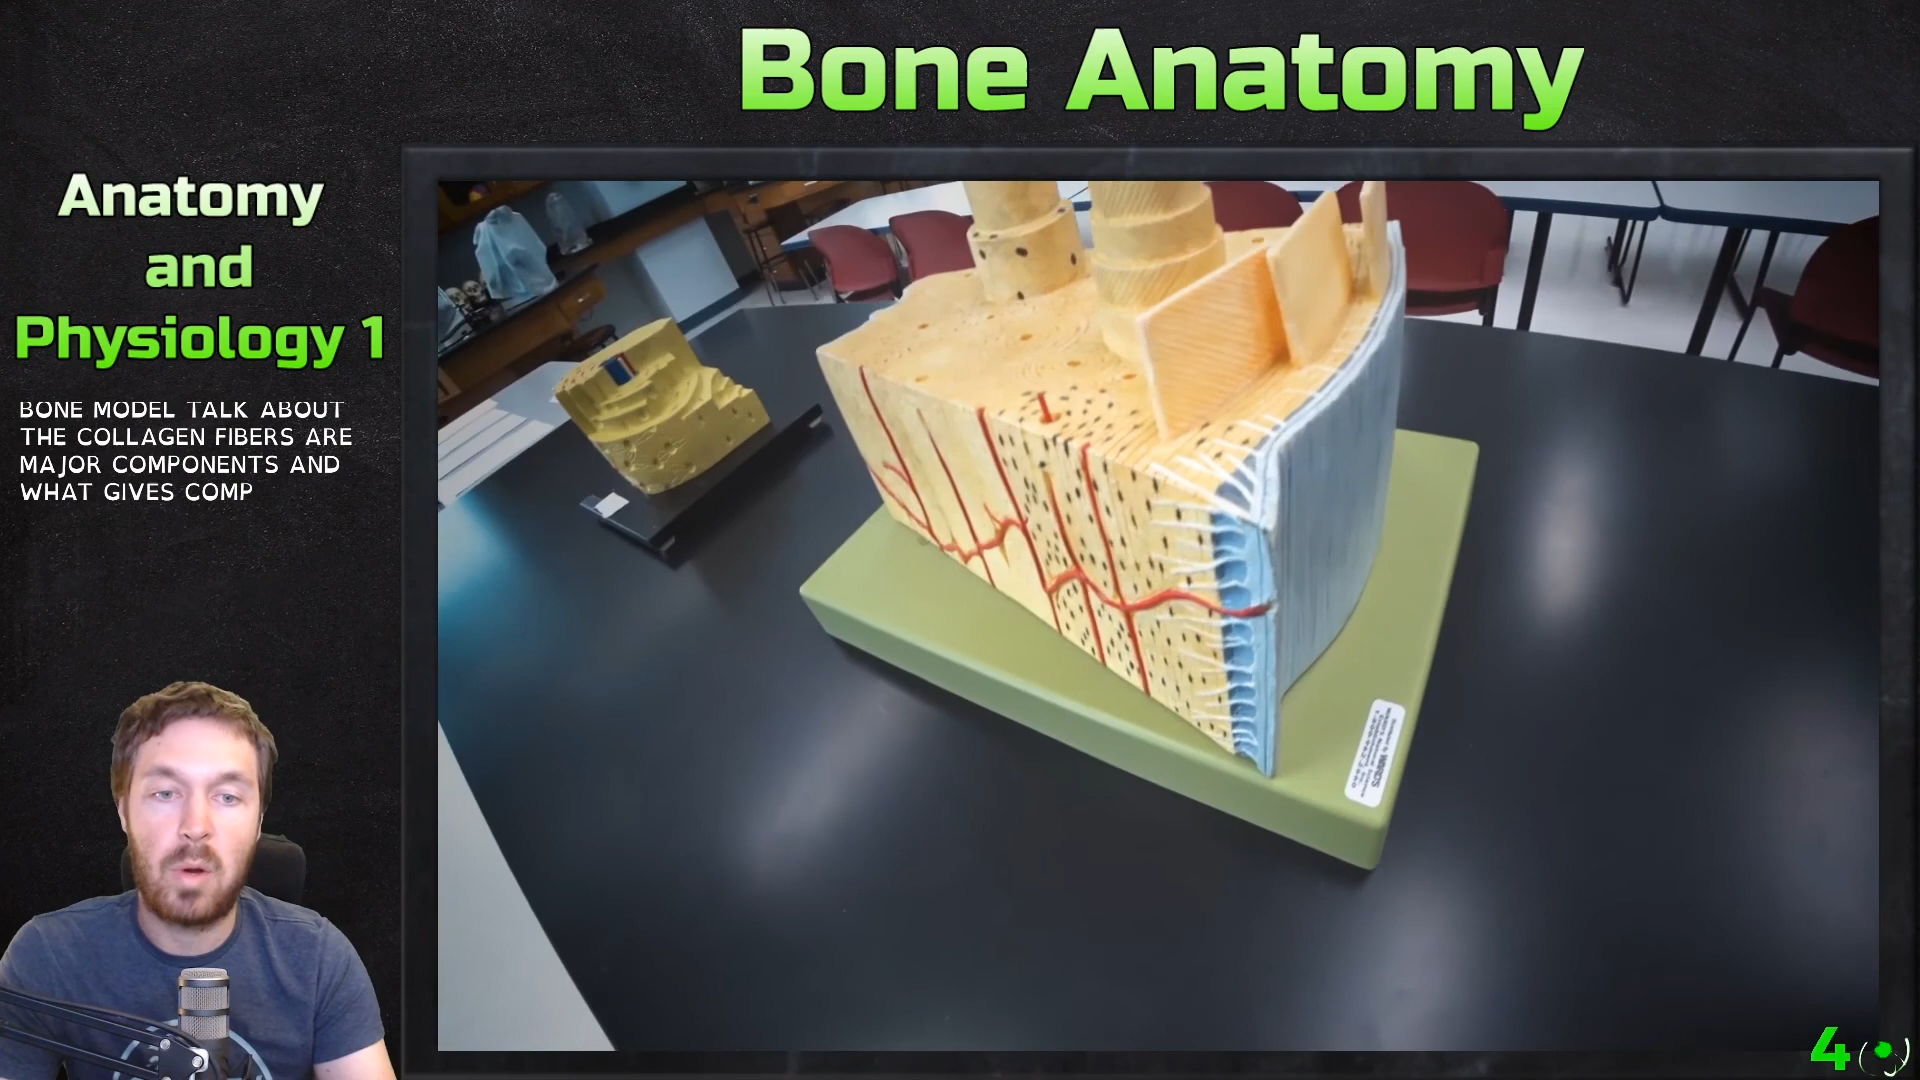 Bone Anatomy
Anatomy
and
Physiology 1
BONE MODEL TALK ABOUT
THE COLLAGEN FIBERS ARE
MAJOR COMPONENTS AND
WHAT GIVES COMP
4